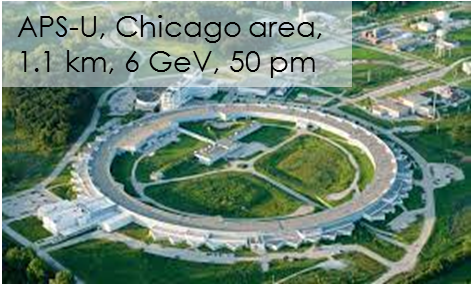 APS-U, Chicago area,
1.1 km, 6 GeV, 50 pm